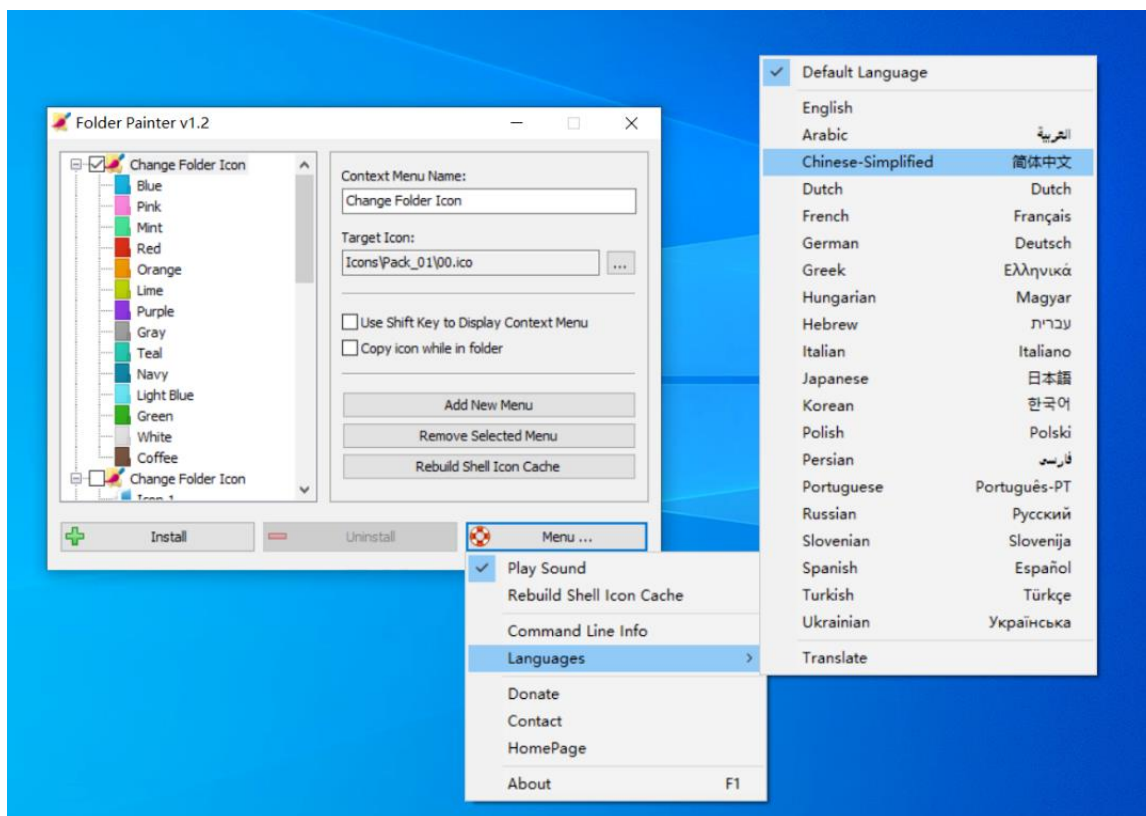 Folder Painter v1.2
Change Folder Icon
Blue
Pink
Mint
Red
Orange
Lime
Purple
Gray
Teal
Navy
Light Blue
Green
White
Coffee
Change Folder Icon
Icon 1
Context Menu Name:
Change Folder Icon
Target Icon:
Icons\Pack_01\00.ico
...
Use Shift Key to Display Context Menu
Copy icon while in folder
Add New Menu
Remove Selected Menu
Rebuild Shell Icon Cache
Install
Uninstall
Menu ...
Play Sound
Rebuild Shell Icon Cache
Command Line Info
Languages
Donate
Contact
HomePage
About F1
Default Language
English
Arabic العربية
Chinese-Simplified 简体中文
Dutch Dutch
French Français
German Deutsch
Greek Ελληνικά
Hungarian Magyar
Hebrew עברית
Italian Italiano
Japanese 日本語
Korean 한국어
Polish Polski
Persian فارسی
Portuguese Português-PT
Russian Русский
Slovenian Slovenija
Spanish Español
Turkish Türkçe
Ukrainian Українська
Translate